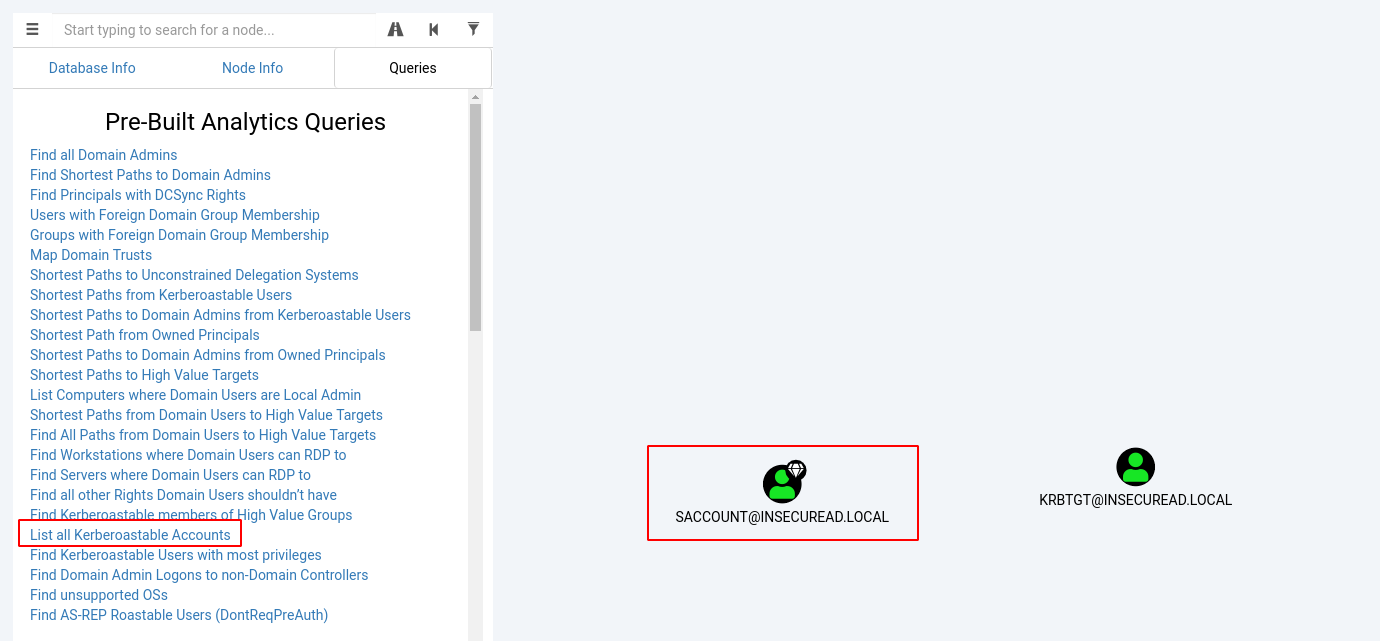 Start typing to search for a node...
Database Info
Node Info
Queries
Pre-Built Analytics Queries
Find all Domain Admins
Find Shortest Paths to Domain Admins
Find Principals with DCSync Rights
Users with Foreign Domain Group Membership
Groups with Foreign Domain Group Membership
Map Domain Trusts
Shortest Paths to Unconstrained Delegation Systems
Shortest Paths from Kerberoastable Users
Shortest Paths to Domain Admins from Kerberoastable Users
Shortest Path from Owned Principals
Shortest Paths to Domain Admins from Owned Principals
Shortest Paths to High Value Targets
List Computers where Domain Users are Local Admin
Shortest Paths from Domain Users to High Value Targets
Find All Paths from Domain Users to High Value Targets
Find Workstations where Domain Users can RDP to
Find Servers where Domain Users can RDP to
Find all other Rights Domain Users shouldn’t have
Find Kerberoastable members of High Value Groups
List all Kerberoastable Accounts
Find Kerberoastable Users with most privileges
Find Domain Admin Logons to non-Domain Controllers
Find unsupported OSs
Find AS-REP Roastable Users (DontReqPreAuth)
SACCOUNT@INSECUREAD.LOCAL
KRBTGT@INSECUREAD.LOCAL